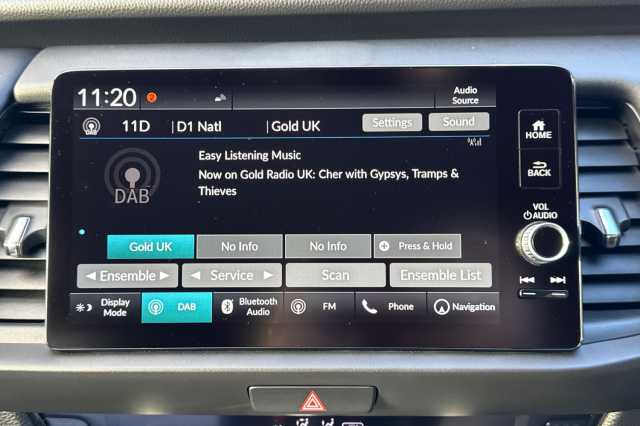 11:20 2
Audio
Source
DAB 11D | D1 Natl | Gold UK Settings Sound
Easy Listening Music
Now on Gold Radio UK: Cher with Gypsys, Tramps &
Thieves
DAB
Gold UK No Info No Info + Press & Hold
◄ Ensemble ► ◄ Service ► Scan Ensemble List
Display
Mode
DAB
Bluetooth
Audio
FM
Phone
Navigation
HOME
BACK
VOL
AUDIO